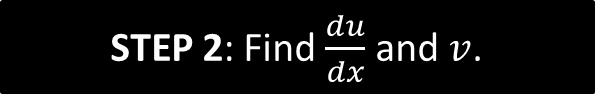 STEP 2: Find du/dx and v.